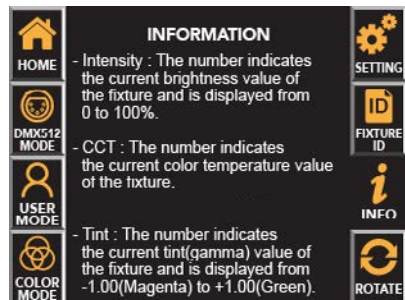 INFORMATION
HOME
- Intensity : The number indicates
the current brightness value of
the fixture and is displayed from
0 to 100%.
SETTING
DMX512
MODE
- CCT : The number indicates
the current color temperature value
of the fixture.
ID
FIXTURE
ID
USER
MODE
i
INFO
- Tint : The number indicates
the current tint(gamma) value of
the fixture and is displayed from
-1.00(Magenta) to +1.00(Green).
COLOR
MODE
ROTATE